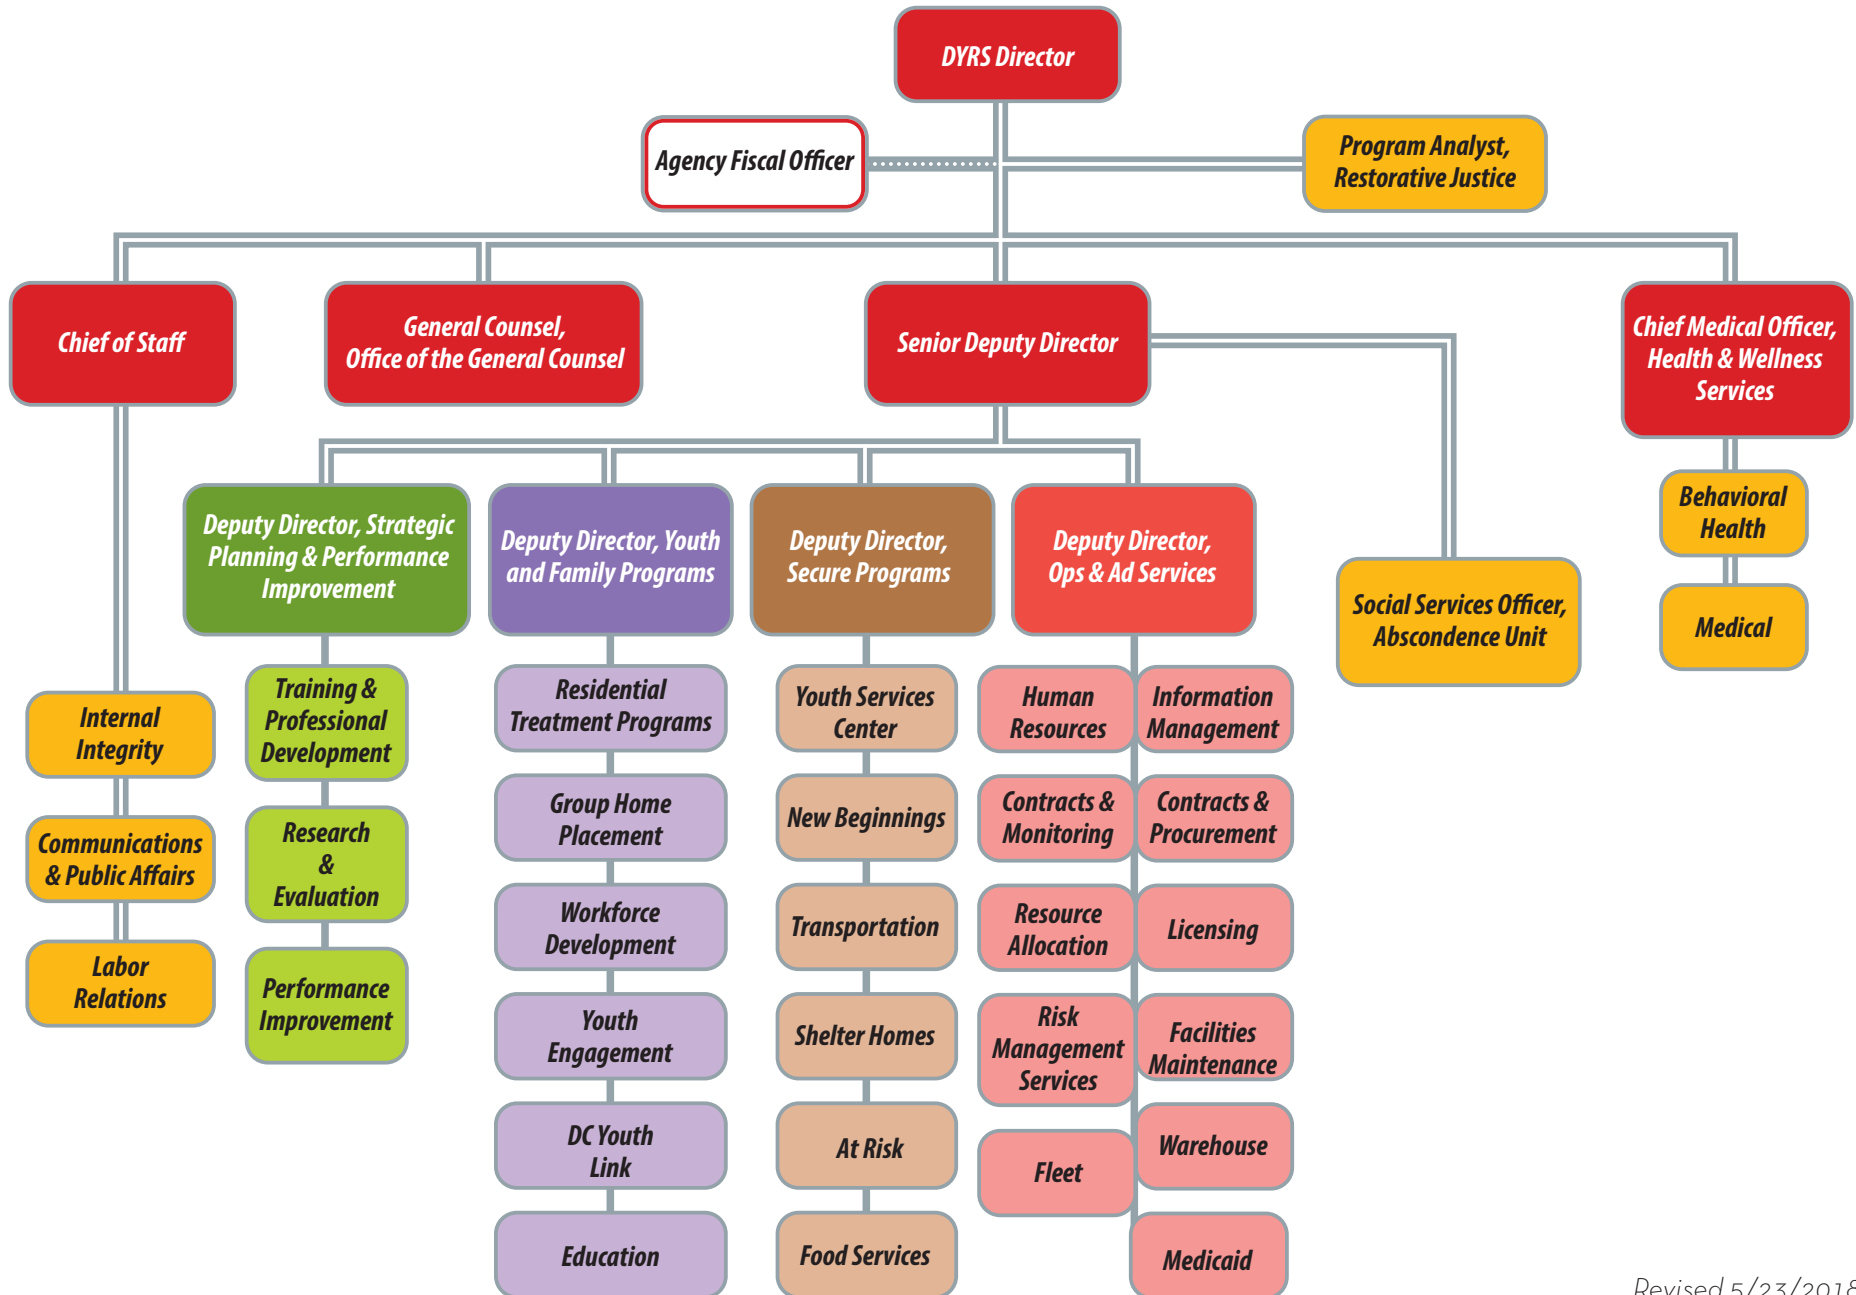 DYRS Director
Agency Fiscal Officer
Program Analyst,
Restorative Justice
Chief of Staff
General Counsel,
Office of the General Counsel
Senior Deputy Director
Chief Medical Officer,
Health & Wellness
Services
Deputy Director, Strategic
Planning & Performance
Improvement
Deputy Director, Youth
and Family Programs
Deputy Director,
Secure Programs
Deputy Director,
Ops & Ad Services
Social Services Officer,
Abscondence Unit
Behavioral
Health
Medical
Internal
Integrity
Communications
& Public Affairs
Labor
Relations
Training &
Professional
Development
Research
&
Evaluation
Performance
Improvement
Residential
Treatment Programs
Group Home
Placement
Workforce
Development
Youth
Engagement
DC Youth
Link
Education
Youth Services
Center
New Beginnings
Transportation
Shelter Homes
At Risk
Food Services
Human
Resources
Contracts &
Monitoring
Resource
Allocation
Risk
Management
Services
Fleet
Information
Management
Contracts &
Procurement
Licensing
Facilities
Maintenance
Warehouse
Medicaid
Revised 5/23/2018